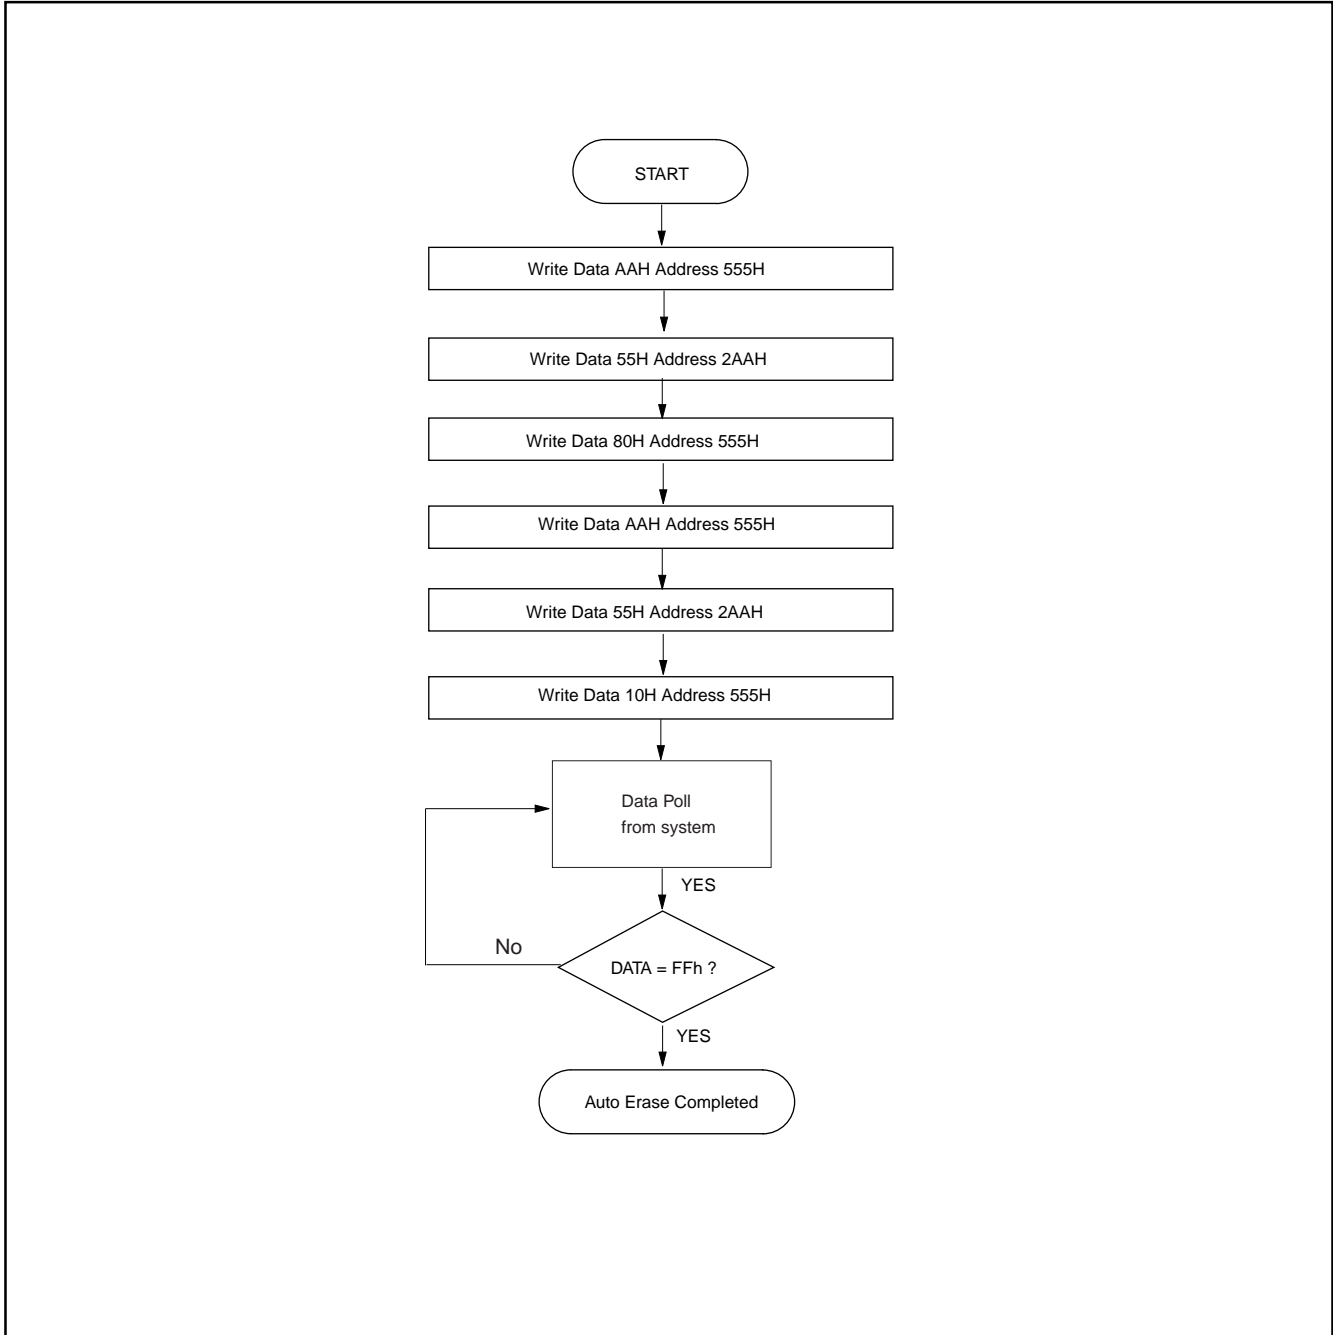 START
Write Data AAH Address 555H
Write Data 55H Address 2AAH
Write Data 80H Address 555H
Write Data AAH Address 555H
Write Data 55H Address 2AAH
Write Data 10H Address 555H
Data Poll
from system
YES
No
DATA = FFh ?
YES
Auto Erase Completed